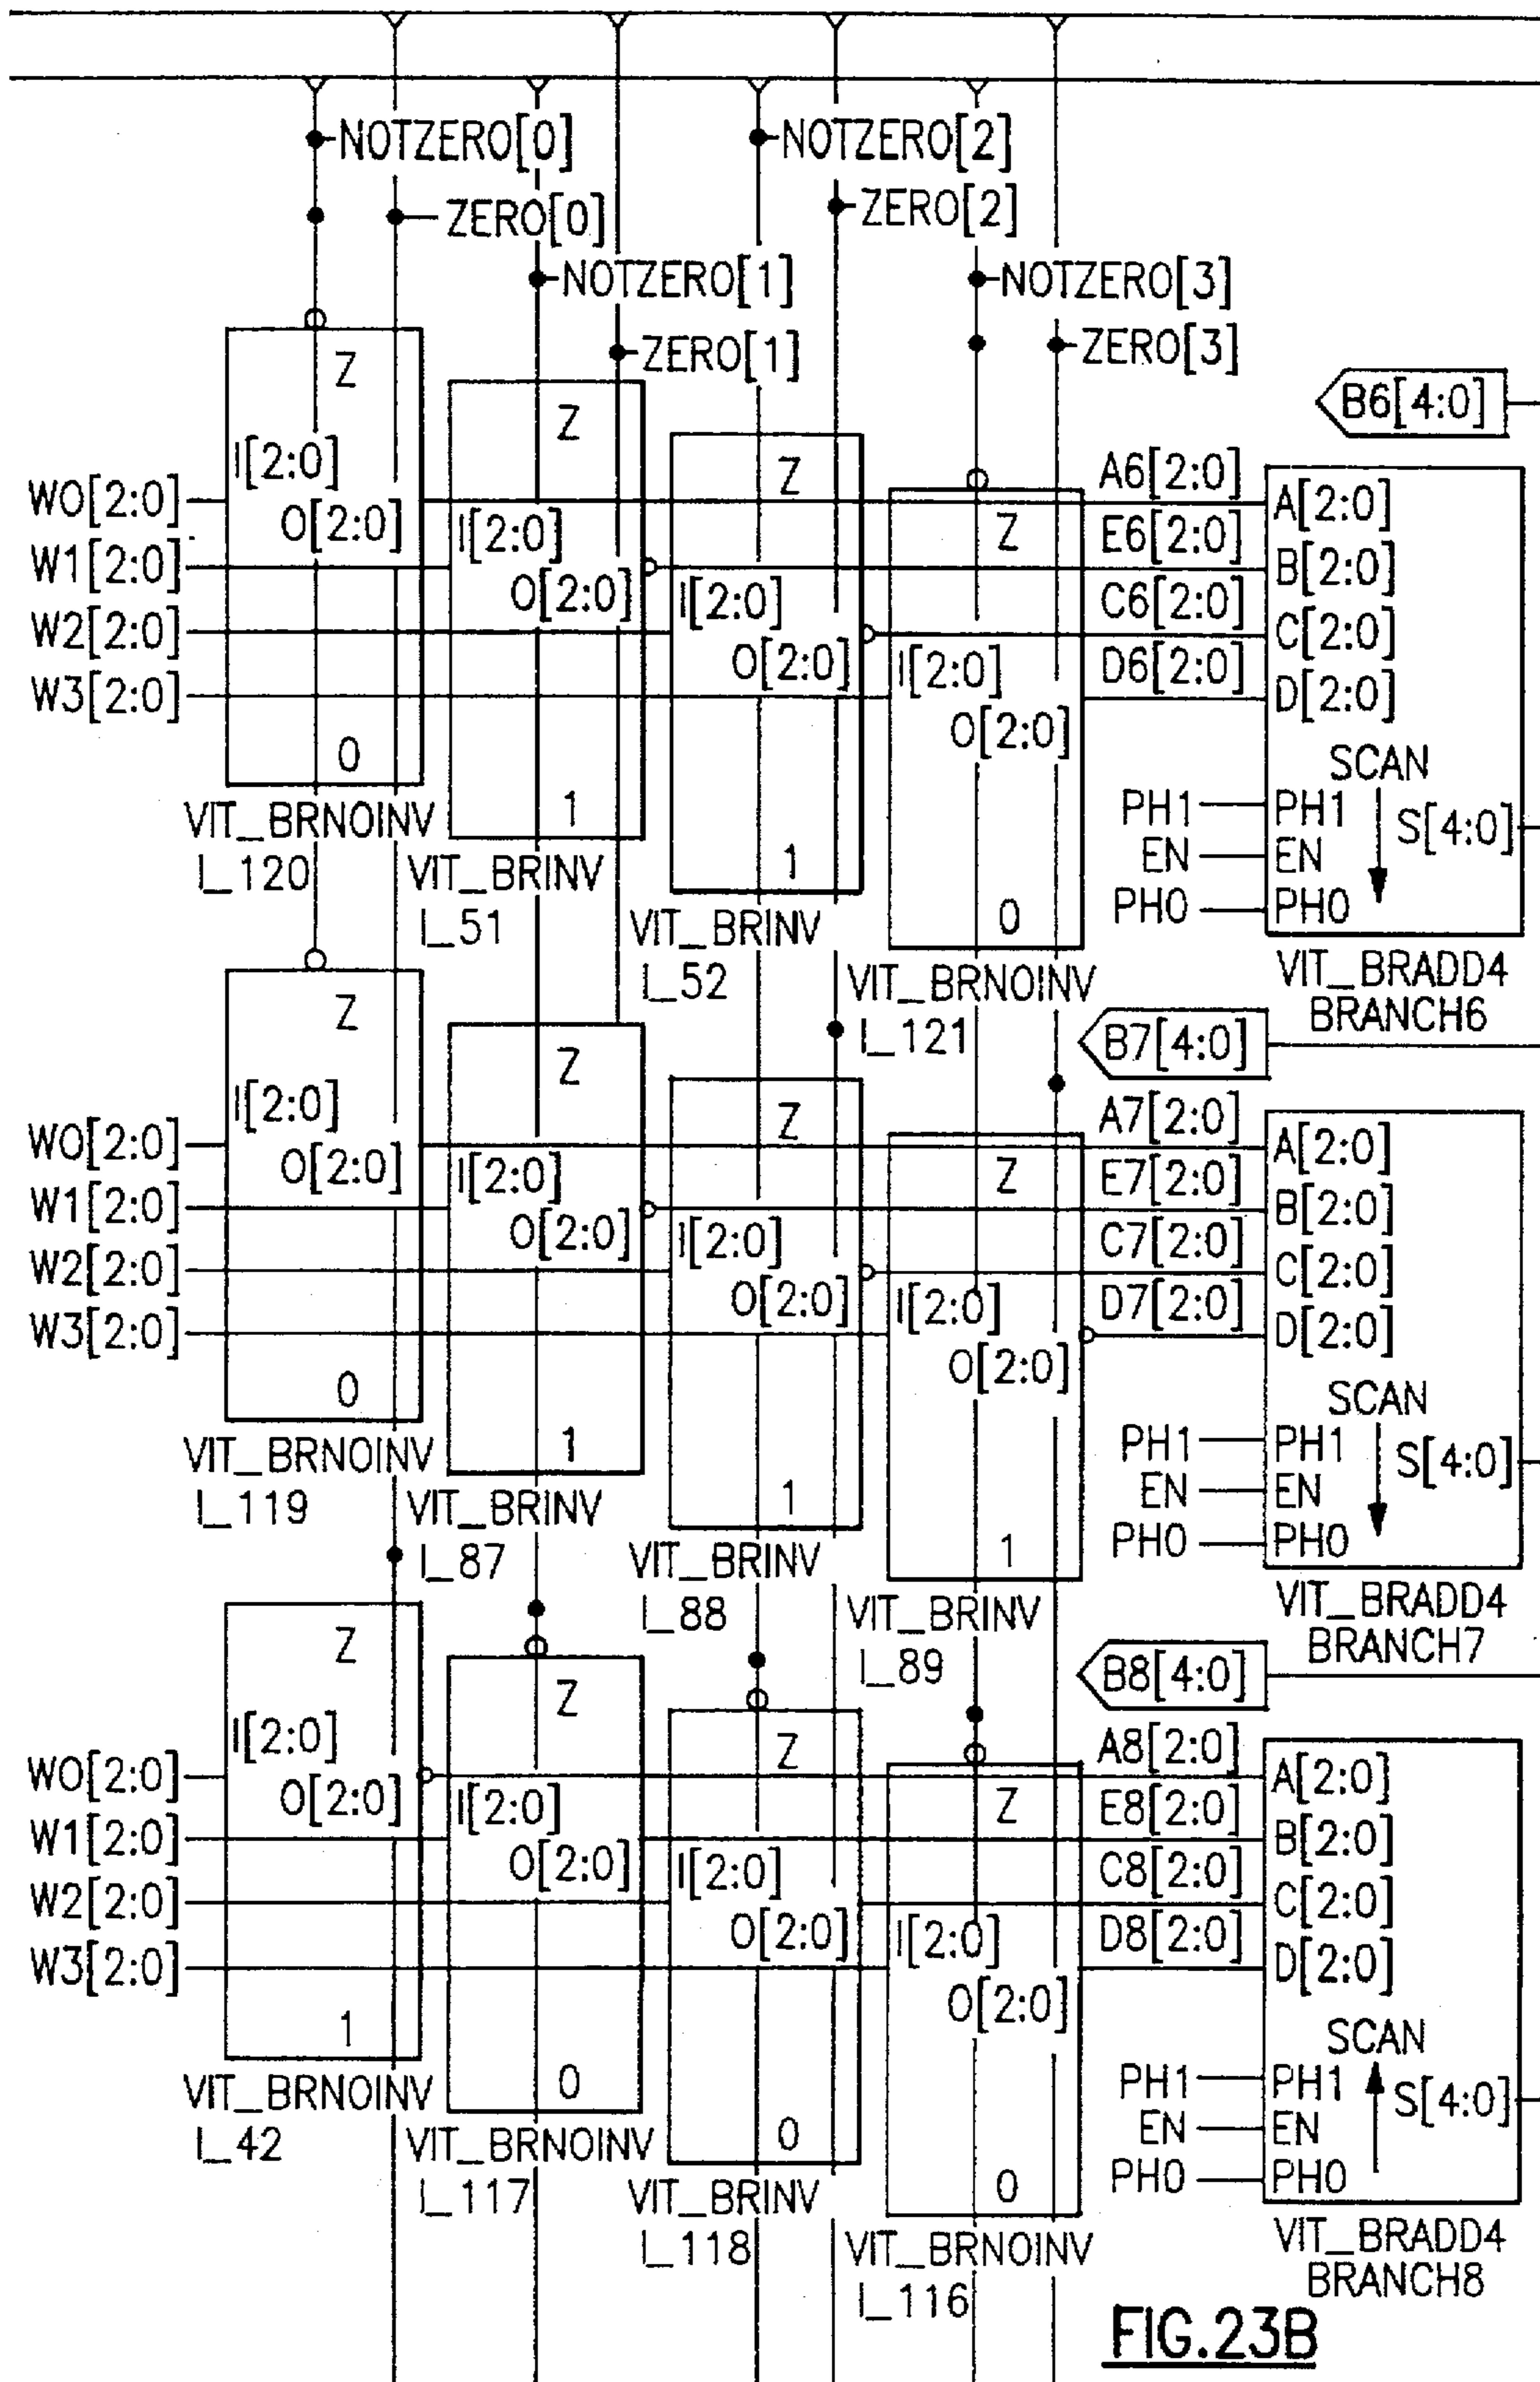 NOTZERO[0]
NOTZERO[2]
ZERO[0]
ZERO[2]
NOTZERO[1]
NOTZERO[3]
ZERO[1]
ZERO[3]
B6[4:0]
Z
Z
Z
Z
I[2:0]
O[2:0]
I[2:0]
O[2:0]
I[2:0]
O[2:0]
I[2:0]
O[2:0]
W0[2:0]
W1[2:0]
W2[2:0]
W3[2:0]
A6[2:0]
E6[2:0]
C6[2:0]
D6[2:0]
A[2:0]
B[2:0]
C[2:0]
D[2:0]
SCAN
PH1
PH1
S[4:0]
EN
EN
PH0
PH0
0
1
1
0
VIT_BRNOINV
I_120
VIT_BRINV
I_51
VIT_BRINV
I_52
VIT_BRNOINV
I_121
VIT_BRADD4
BRANCH6
B7[4:0]
Z
Z
Z
Z
I[2:0]
O[2:0]
I[2:0]
O[2:0]
I[2:0]
O[2:0]
I[2:0]
O[2:0]
W0[2:0]
W1[2:0]
W2[2:0]
W3[2:0]
A7[2:0]
E7[2:0]
C7[2:0]
D7[2:0]
A[2:0]
B[2:0]
C[2:0]
D[2:0]
SCAN
PH1
PH1
S[4:0]
EN
EN
PH0
PH0
0
1
1
1
VIT_BRNOINV
I_119
VIT_BRINV
I_87
VIT_BRINV
I_88
VIT_BRINV
I_89
VIT_BRADD4
BRANCH7
B8[4:0]
Z
Z
Z
Z
I[2:0]
O[2:0]
I[2:0]
O[2:0]
I[2:0]
O[2:0]
I[2:0]
O[2:0]
W0[2:0]
W1[2:0]
W2[2:0]
W3[2:0]
A8[2:0]
E8[2:0]
C8[2:0]
D8[2:0]
A[2:0]
B[2:0]
C[2:0]
D[2:0]
SCAN
PH1
PH1
S[4:0]
EN
EN
PH0
PH0
1
0
0
0
VIT_BRNOINV
I_42
VIT_BRNOINV
I_117
VIT_BRINV
I_118
VIT_BRNOINV
I_116
VIT_BRADD4
BRANCH8
FIG.23B